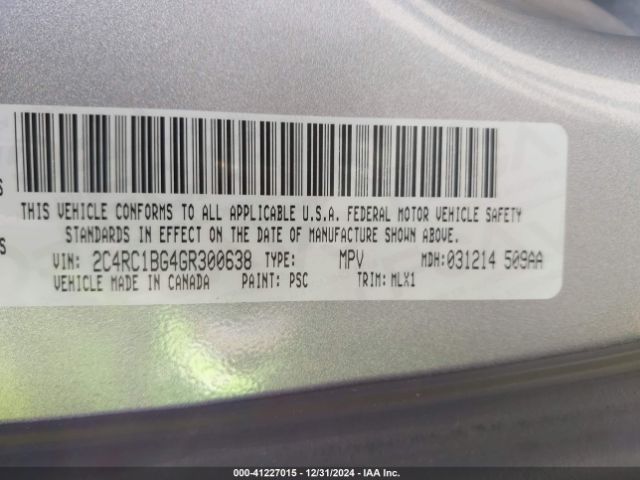 S
THIS VEHICLE CONFORMS TO ALL APPLICABLE U.S.A. FEDERAL MOTOR VEHICLE SAFETY
S STANDARDS IN EFFECT ON THE DATE OF MANUFACTURE SHOWN ABOVE.
VIN: 2C4RC1BG4GR300638 TYPE: MPV MDH:031214 509AA
VEHICLE MADE IN CANADA PAINT: PSC TRIM: MLX1
000-41227015 - 12/31/2024 - IAA Inc.